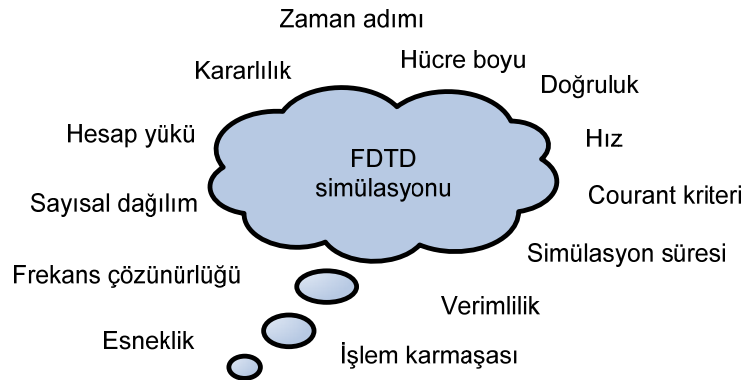 Zaman adımı
Kararlılık
Hücre boyu
Doğruluk
Hesap yükü
Hız
FDTD
simülasyonu
Sayısal dağılım
Courant kriteri
Simülasyon süresi
Frekans çözünürlüğü
Verimlilik
Esneklik
İşlem karmaşası